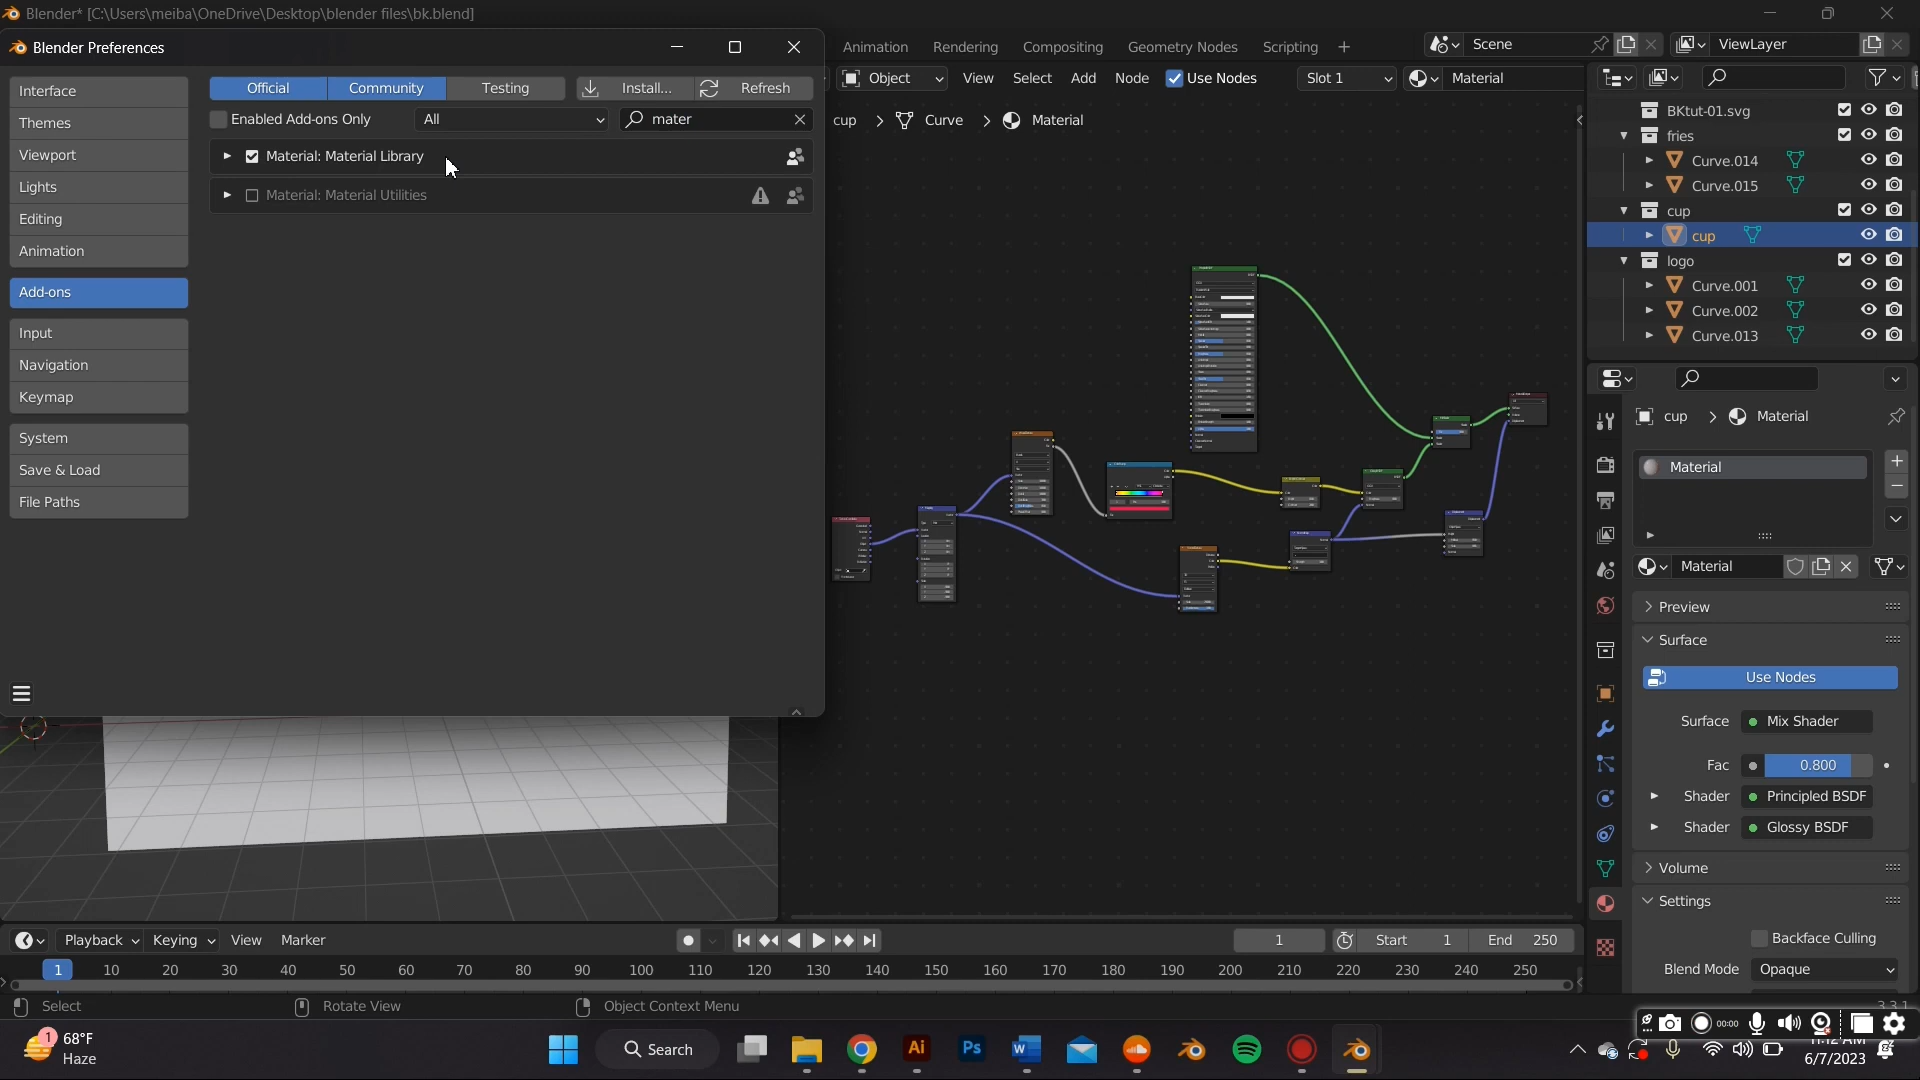 Blender* [C:\Users\meiba\OneDrive\Desktop\blender files\bk.blend]
Blender Preferences
Animation Rendering Compositing Geometry Nodes Scripting + Scene ViewLayer
Interface
Themes
Viewport
Lights
Editing
Animation
Add-ons
Input
Navigation
Keymap
System
Save & Load
File Paths
Official Community Testing Install... Refresh
Enabled Add-ons Only All mater
Material: Material Library
Material: Material Utilities
Object View Select Add Node Use Nodes Slot 1 Material
cup > Curve > Material
BKtut-01.svg
fries
Curve.014
Curve.015
cup
cup
logo
Curve.001
Curve.002
Curve.013
cup > Material
Material
Material
Preview
Surface
Use Nodes
Surface Mix Shader
Fac 0.800
Shader Principled BSDF
Shader Glossy BSDF
Volume
Settings
Backface Culling
Blend Mode Opaque
Playback Keying View Marker 1 Start 1 End 250
1 10 20 30 40 50 60 70 80 90 100 110 120 130 140 150 160 170 180 190 200 210 220 230 240 250
Select Rotate View Object Context Menu
00:00
1 68°F
Haze
Search
Ai Ps W
6/7/2023